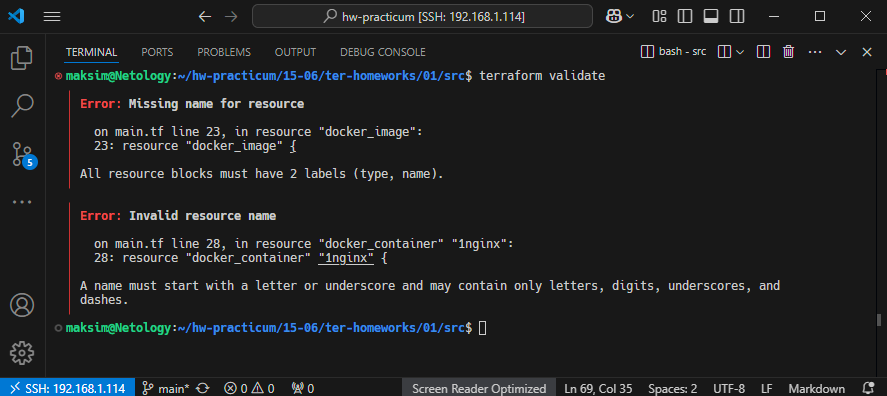 hw-practicum [SSH: 192.168.1.114]
TERMINAL PORTS PROBLEMS OUTPUT DEBUG CONSOLE bash - src
maksim@Netology:~/hw-practicum/15-06/ter-homeworks/01/src$ terraform validate
Error: Missing name for resource
on main.tf line 23, in resource "docker_image":
23: resource "docker_image" {
All resource blocks must have 2 labels (type, name).
Error: Invalid resource name
on main.tf line 28, in resource "docker_container" "1nginx":
28: resource "docker_container" "1nginx" {
A name must start with a letter or underscore and may contain only letters, digits, underscores, and
dashes.
maksim@Netology:~/hw-practicum/15-06/ter-homeworks/01/src$
5
SSH: 192.168.1.114 main* 0 0 0 Screen Reader Optimized Ln 69, Col 35 Spaces: 2 UTF-8 LF Markdown